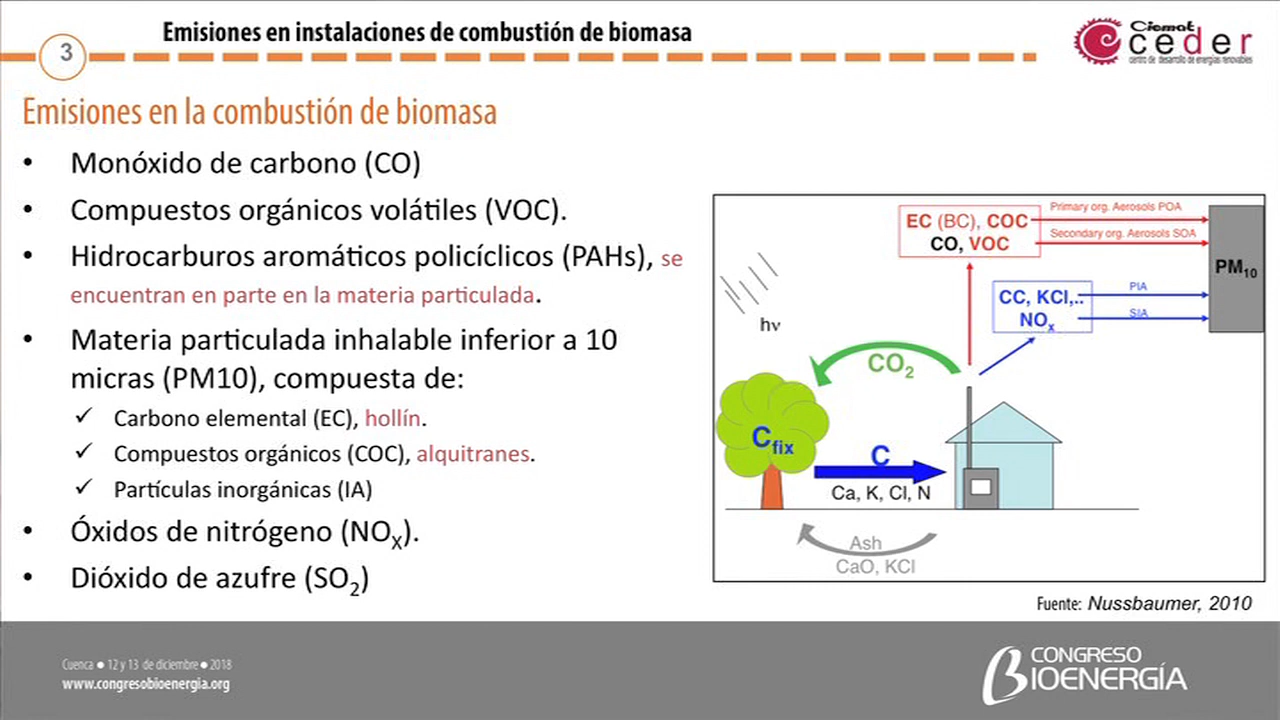 Emisiones en instalaciones de combustión de biomasa
3
Ciemat
ceder
centro de desarrollo de energías renovables
Emisiones en la combustión de biomasa
• Monóxido de carbono (CO)
• Compuestos orgánicos volátiles (VOC).
• Hidrocarburos aromáticos policíclicos (PAHs), se
encuentran en parte en la materia particulada.
• Materia particulada inhalable inferior a 10
micras (PM10), compuesta de:
✓ Carbono elemental (EC), hollín.
✓ Compuestos orgánicos (COC), alquitranes.
✓ Partículas inorgánicas (IA)
• Óxidos de nitrógeno (NOX).
• Dióxido de azufre (SO2)
EC (BC), COC
CO, VOC
Primary org. Aerosols POA
Secondary org. Aerosols SOA
PM10
CC, KCl,..
NOx
PIA
SIA
hν
CO2
Cfix
C
Ca, K, Cl, N
Ash
CaO, KCl
Fuente: Nussbaumer, 2010
Cuenca ● 12 y 13 de diciembre ● 2018
www.congresobioenergia.org
CONGRESO
BIOENERGÍA